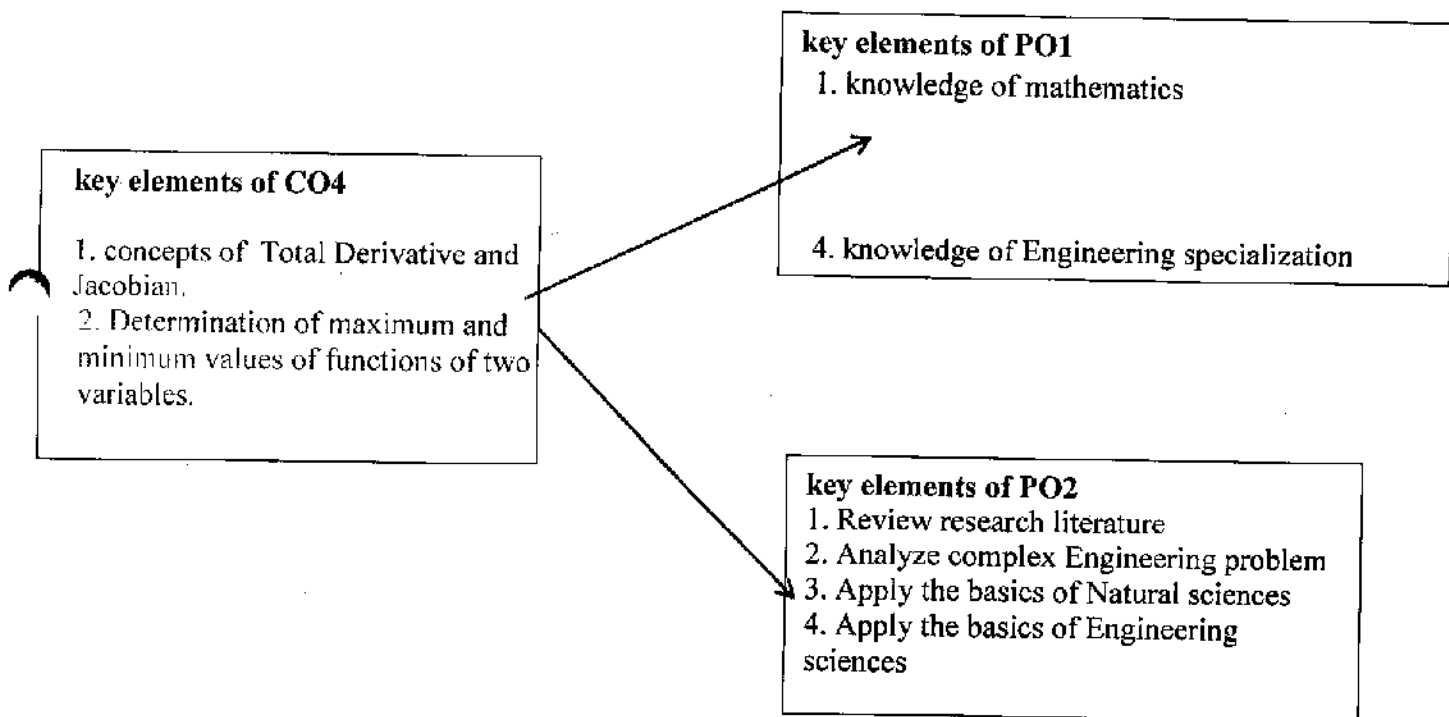 key elements of PO1
1. knowledge of mathematics
4. knowledge of Engineering specialization
key elements of CO4
1. concepts of Total Derivative and
Jacobian.
2. Determination of maximum and
minimum values of functions of two
variables.
key elements of PO2
1. Review research literature
2. Analyze complex Engineering problem
3. Apply the basics of Natural sciences
4. Apply the basics of Engineering
sciences